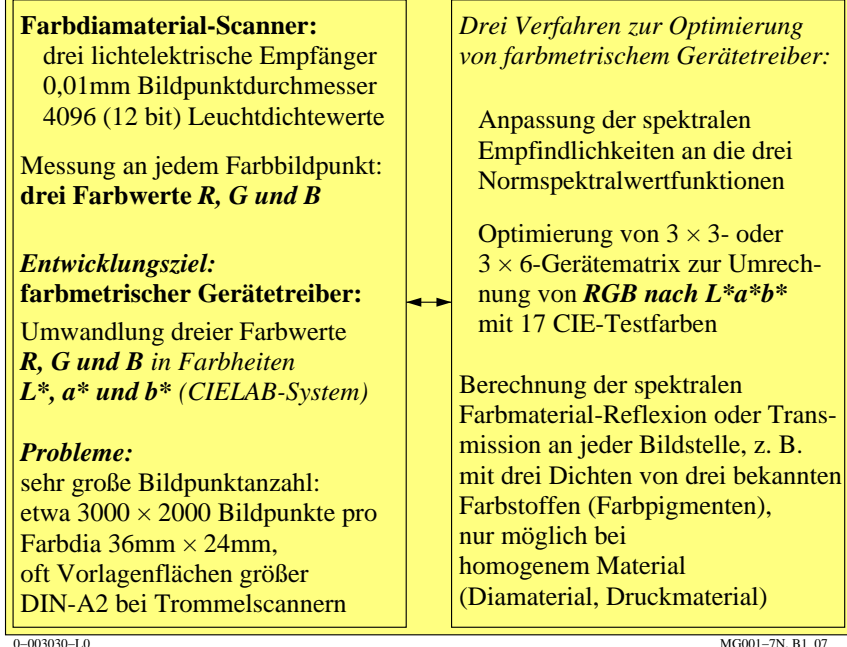 Farbdiamaterial-Scanner:
drei lichtelektrische Empfänger
0,01mm Bildpunktdurchmesser
4096 (12 bit) Leuchtdichtewerte
Messung an jedem Farbbildpunkt:
drei Farbwerte R, G und B
Entwicklungsziel:
farbmetrischer Gerätetreiber:
Umwandlung dreier Farbwerte
R, G und B in Farbheiten
L*, a* und b* (CIELAB-System)
Probleme:
sehr große Bildpunktanzahl:
etwa 3000 × 2000 Bildpunkte pro
Farbdia 36mm × 24mm,
oft Vorlagenflächen größer
DIN-A2 bei Trommelscannern
Drei Verfahren zur Optimierung
von farbmetrischem Gerätetreiber:
Anpassung der spektralen
Empfindlichkeiten an die drei
Normspektralwertfunktionen
Optimierung von 3 × 3- oder
3 × 6-Gerätematrix zur Umrech-
nung von RGB nach L*a*b*
mit 17 CIE-Testfarben
Berechnung der spektralen
Farbmaterial-Reflexion oder Trans-
mission an jeder Bildstelle, z. B.
mit drei Dichten von drei bekannten
Farbstoffen (Farbpigmenten),
nur möglich bei
homogenem Material
(Diamaterial, Druckmaterial)
0−003030−L0
MG001−7N, B1_07